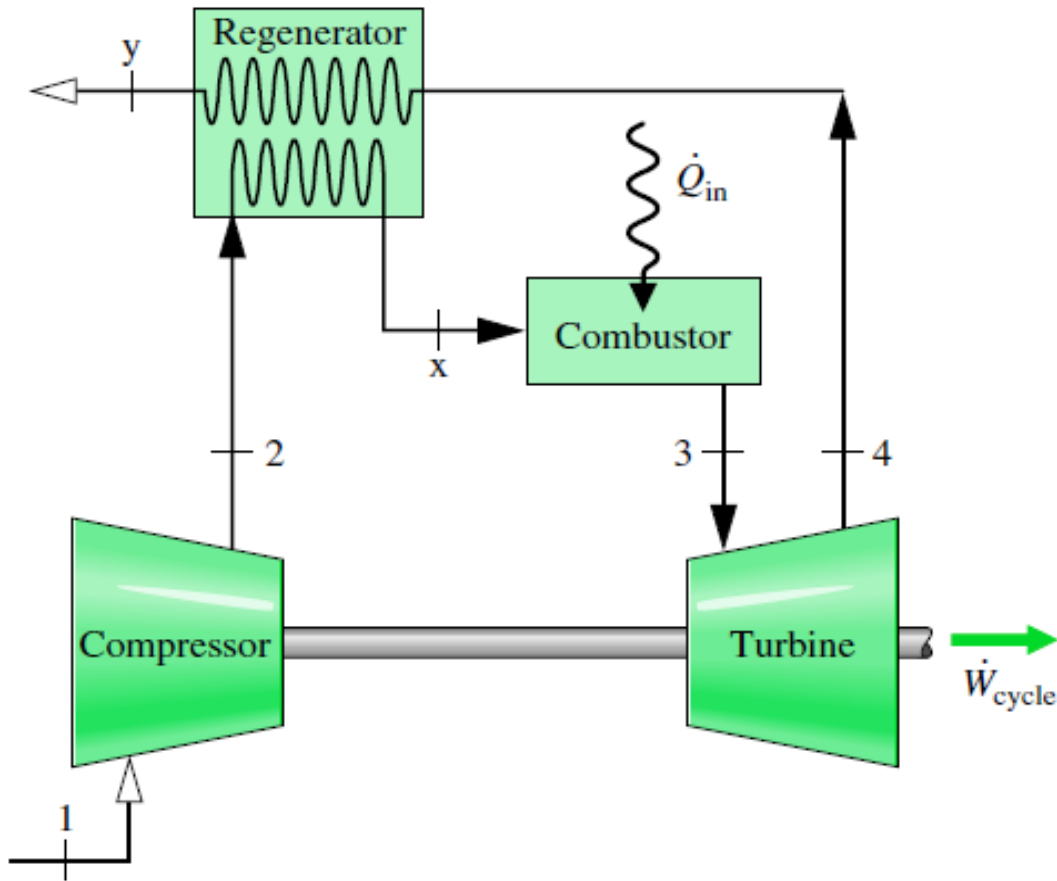 Regenerator
y
Q̇in
Combustor
x
2
3
4
Compressor
Turbine
Ẇcycle
1